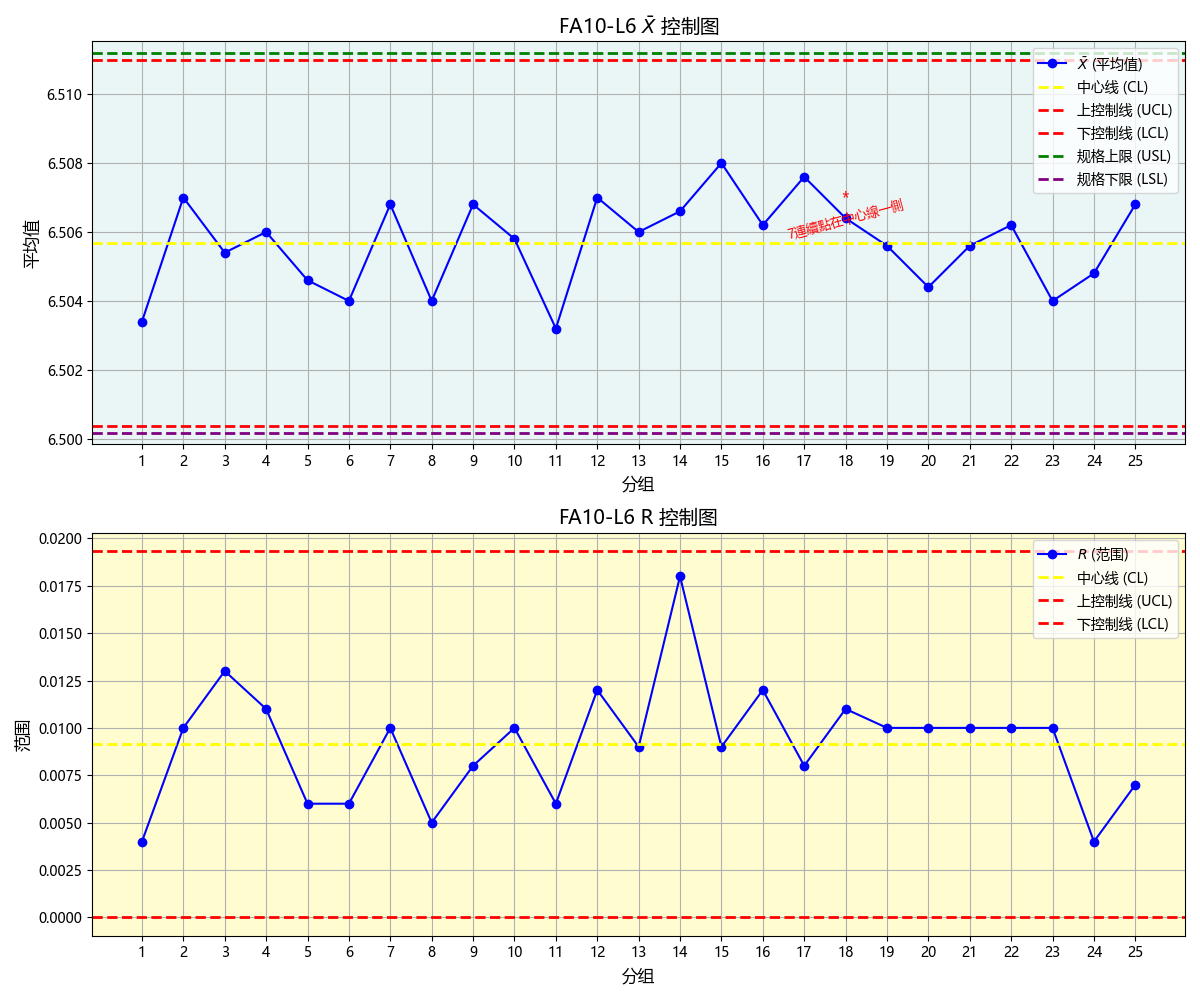 FA10-L6 X̄ 控制图
6.510
6.508
6.506
6.504
6.502
6.500
平均值
X̄ (平均值)
中心线 (CL)
上控制线 (UCL)
下控制线 (LCL)
规格上限 (USL)
规格下限 (LSL)
*
7連續點在中心線一側
1 2 3 4 5 6 7 8 9 10 11 12 13 14 15 16 17 18 19 20 21 22 23 24 25
分组
FA10-L6 R 控制图
0.0200
0.0175
0.0150
0.0125
0.0100
0.0075
0.0050
0.0025
0.0000
范围
R (范围)
中心线 (CL)
上控制线 (UCL)
下控制线 (LCL)
1 2 3 4 5 6 7 8 9 10 11 12 13 14 15 16 17 18 19 20 21 22 23 24 25
分组